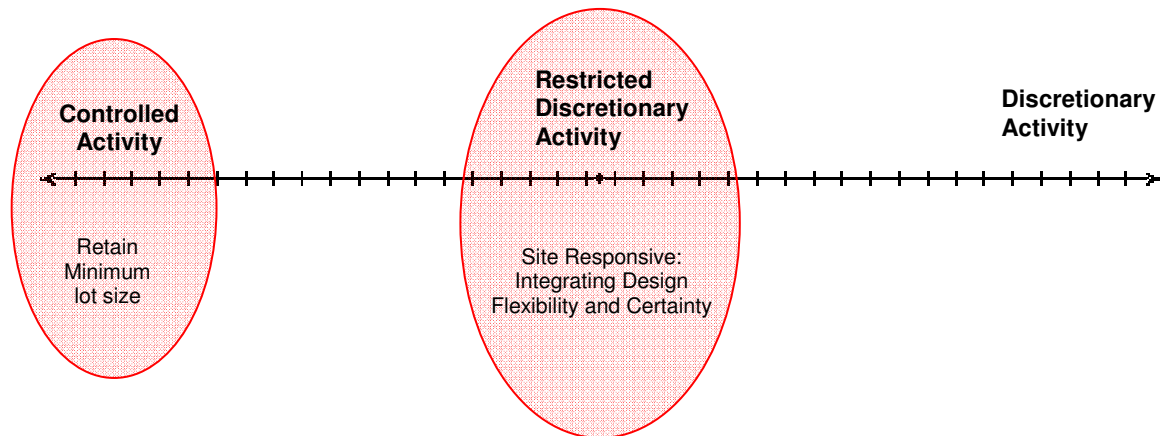 Controlled
Activity
Retain
Minimum
lot size
Restricted
Discretionary
Activity
Site Responsive:
Integrating Design
Flexibility and Certainty
Discretionary
Activity